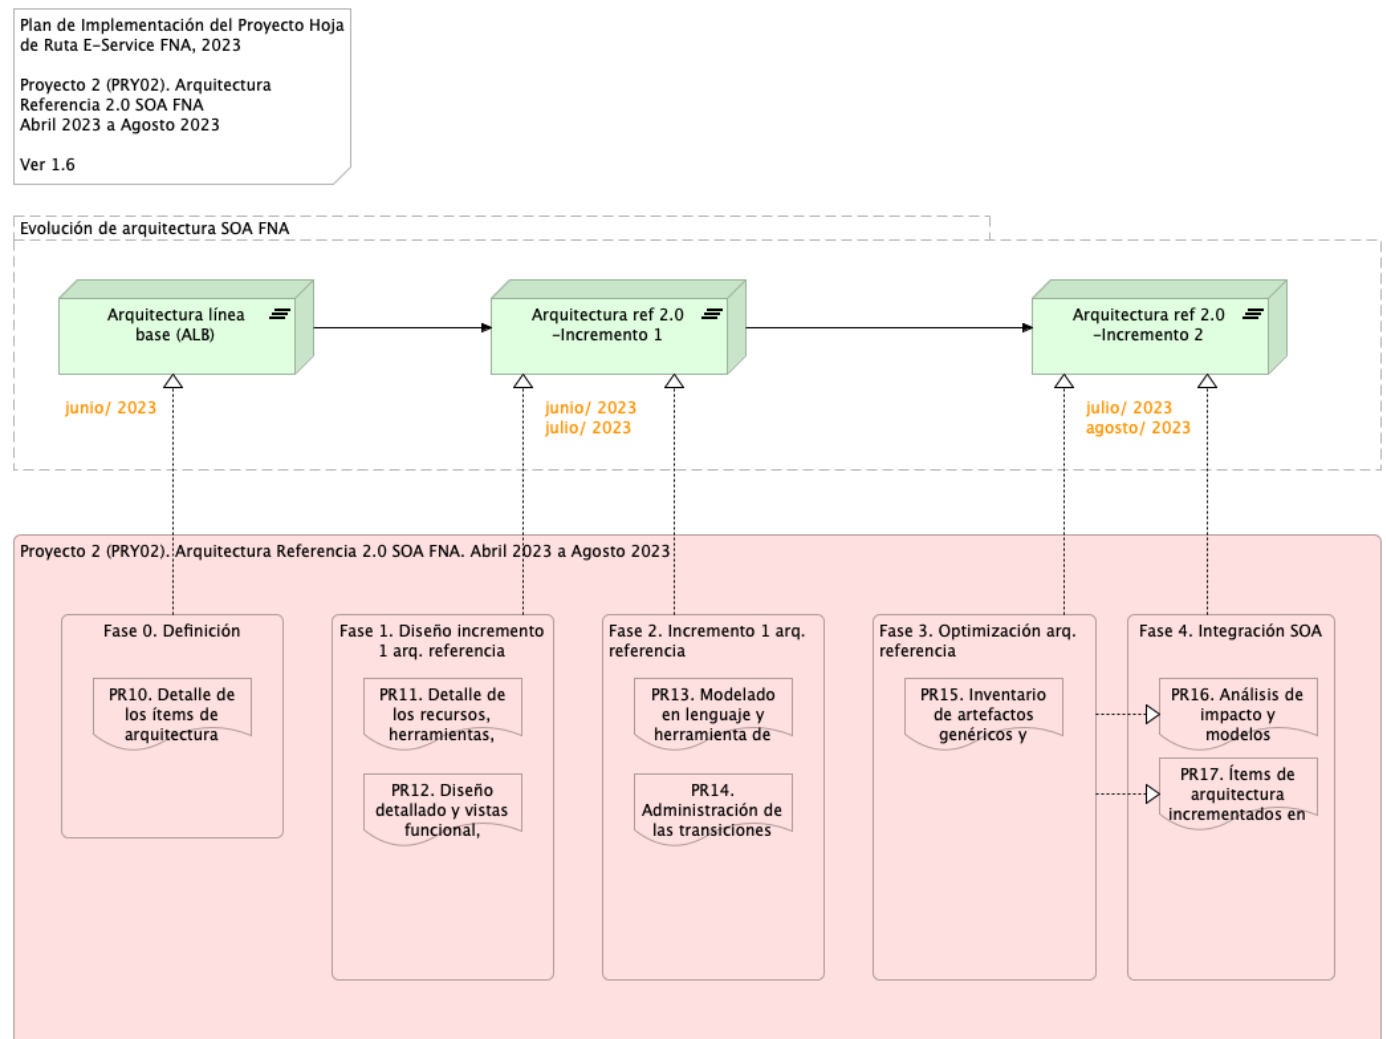 Plan de Implementación del Proyecto Hoja
de Ruta E-Service FNA, 2023
Proyecto 2 (PRY02). Arquitectura
Referencia 2.0 SOA FNA
Abril 2023 a Agosto 2023
Ver 1.6
Evolución de arquitectura SOA FNA
Arquitectura línea
base (ALB)
Arquitectura ref 2.0
-Incremento 1
Arquitectura ref 2.0
-Incremento 2
junio/ 2023
junio/ 2023
julio/ 2023
julio/ 2023
agosto/ 2023
Proyecto 2 (PRY02). Arquitectura Referencia 2.0 SOA FNA. Abril 2023 a Agosto 2023
Fase 0. Definición
PR10. Detalle de
los ítems de
arquitectura
Fase 1. Diseño incremento
1 arq. referencia
PR11. Detalle de
los recursos,
herramientas,
PR12. Diseño
detallado y vistas
funcional,
Fase 2. Incremento 1 arq.
referencia
PR13. Modelado
en lenguaje y
herramienta de
PR14.
Administración de
las transiciones
Fase 3. Optimización arq.
referencia
PR15. Inventario
de artefactos
genéricos y
Fase 4. Integración SOA
PR16. Análisis de
impacto y
modelos
PR17. Ítems de
arquitectura
incrementados en